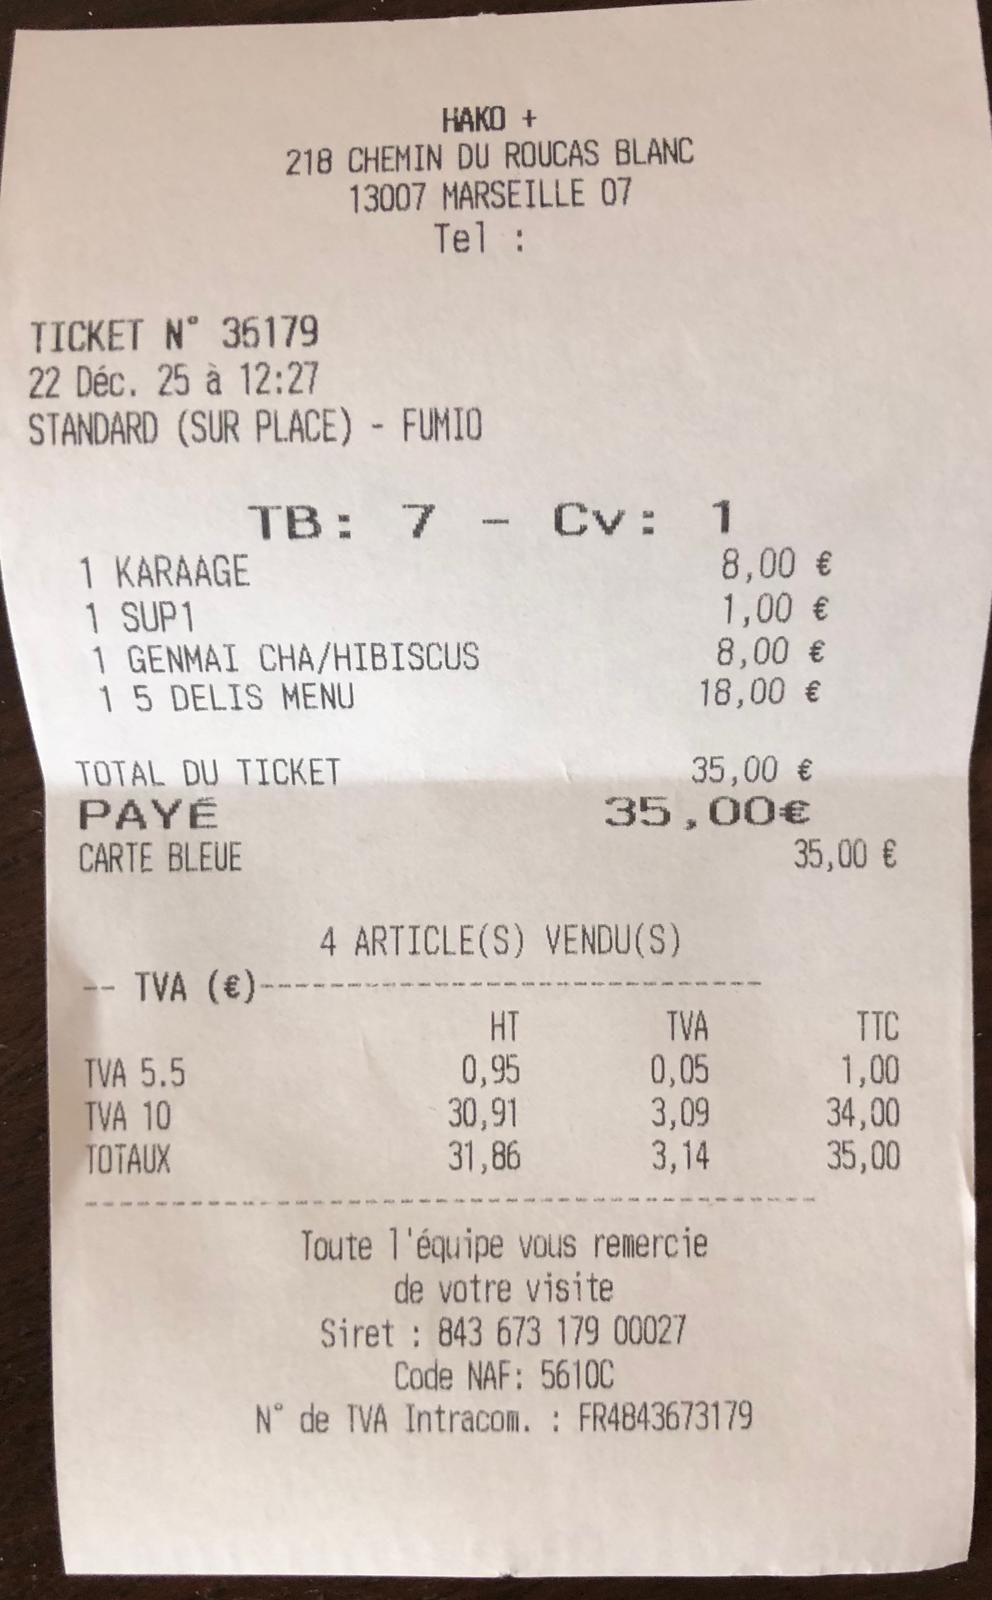 HAKO +
218 CHEMIN DU ROUCAS BLANC
13007 MARSEILLE 07
Tel :
TICKET N° 36179
22 Déc. 25 à 12:27
STANDARD (SUR PLACE) - FUMIO
TB: 7 - Cv: 1
1 KARAAGE 8,00 €
1 SUP1 1,00 €
1 GENMAI CHA/HIBISCUS 8,00 €
1 5 DELIS MENU 18,00 €
TOTAL DU TICKET 35,00 €
PAYÉ 35,00€
CARTE BLEUE 35,00 €
4 ARTICLE(S) VENDU(S)
-- TVA (€)--------------------------------------------
HT TVA TTC
TVA 5.5 0,95 0,05 1,00
TVA 10 30,91 3,09 34,00
TOTAUX 31,86 3,14 35,00
------------------------------------------------------------
Toute l'équipe vous remercie
de votre visite
Siret : 843 673 179 00027
Code NAF: 5610C
N° de TVA Intracom. : FR4843673179